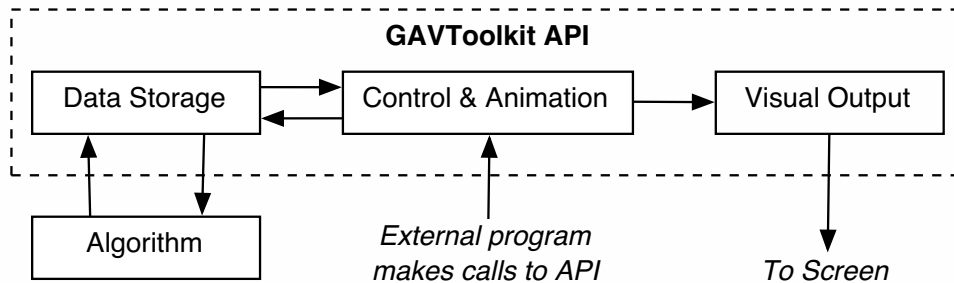 GAVToolkit API
Data Storage
Control & Animation
Visual Output
Algorithm
External program
makes calls to API
To Screen